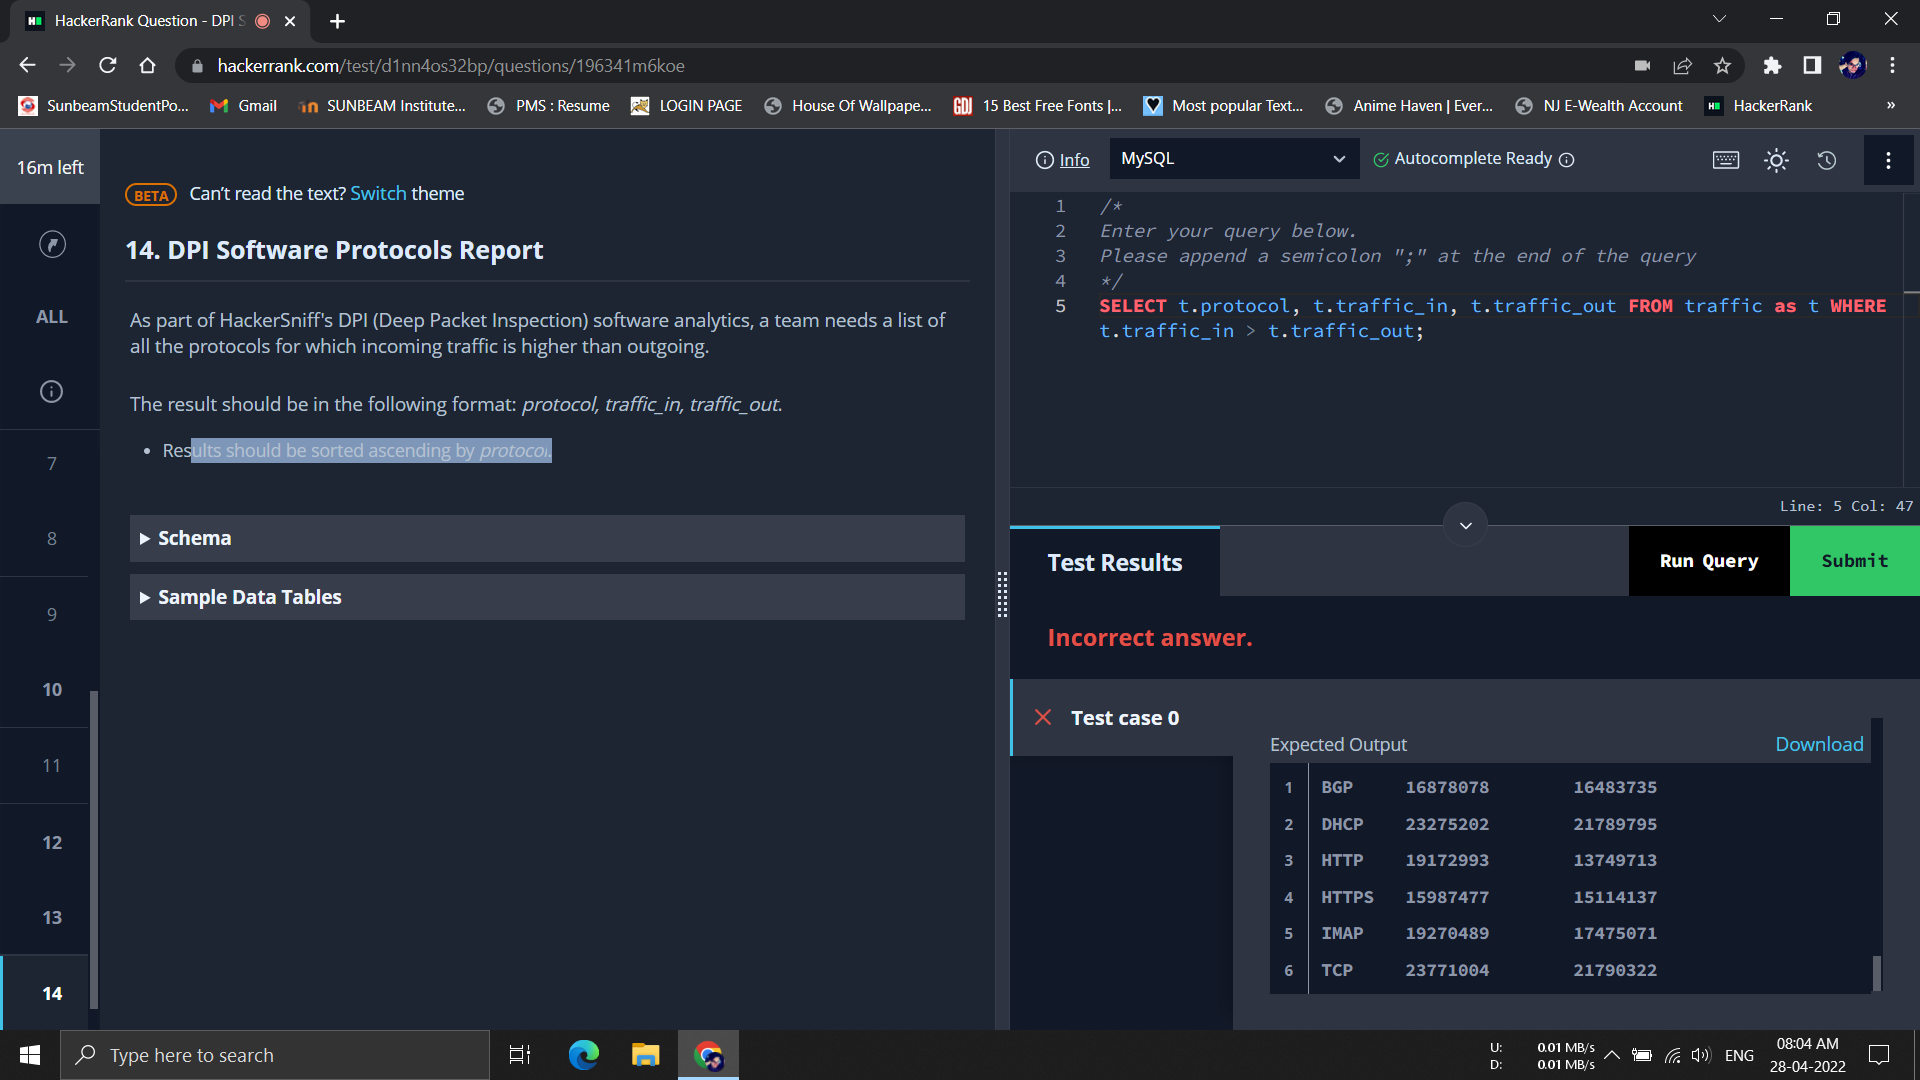 HackerRank Question - DPI S
hackerrank.com/test/d1nn4os32bp/questions/196341m6koe
SunbeamStudentPo... Gmail SUNBEAM Institute... PMS : Resume LOGIN PAGE House Of Wallpape... GDJ 15 Best Free Fonts |... Most popular Text... Anime Haven | Ever... NJ E-Wealth Account HackerRank »
16m left
ALL
7
8
9
10
11
12
13
14
BETA Can't read the text? Switch theme
14. DPI Software Protocols Report
As part of HackerSniff's DPI (Deep Packet Inspection) software analytics, a team needs a list of
all the protocols for which incoming traffic is higher than outgoing.
The result should be in the following format: protocol, traffic_in, traffic_out.
• Results should be sorted ascending by protocol.
Schema
Sample Data Tables
Info MySQL Autocomplete Ready
1 /*
2 Enter your query below.
3 Please append a semicolon ";" at the end of the query
4 */
5 SELECT t.protocol, t.traffic_in, t.traffic_out FROM traffic as t WHERE
t.traffic_in > t.traffic_out;
Line: 5 Col: 47
Test Results Run Query Submit
Incorrect answer.
Test case 0
Expected Output Download
1 BGP 16878078 16483735
2 DHCP 23275202 21789795
3 HTTP 19172993 13749713
4 HTTPS 15987477 15114137
5 IMAP 19270489 17475071
6 TCP 23771004 21790322
Type here to search
U: 0.01 MB/s
D: 0.01 MB/s
ENG
08:04 AM
28-04-2022